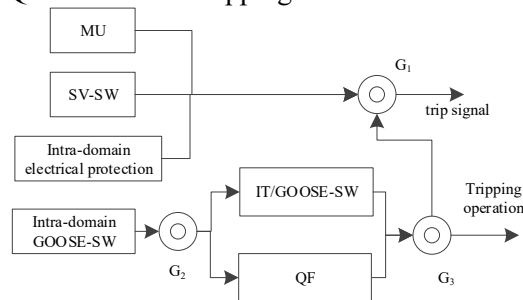 MU
G₁
SV-SW
trip signal
Intra-domain
electrical protection
Tripping
operation
IT/GOOSE-SW
Intra-domain
GOOSE-SW
G₂
QF
G₃